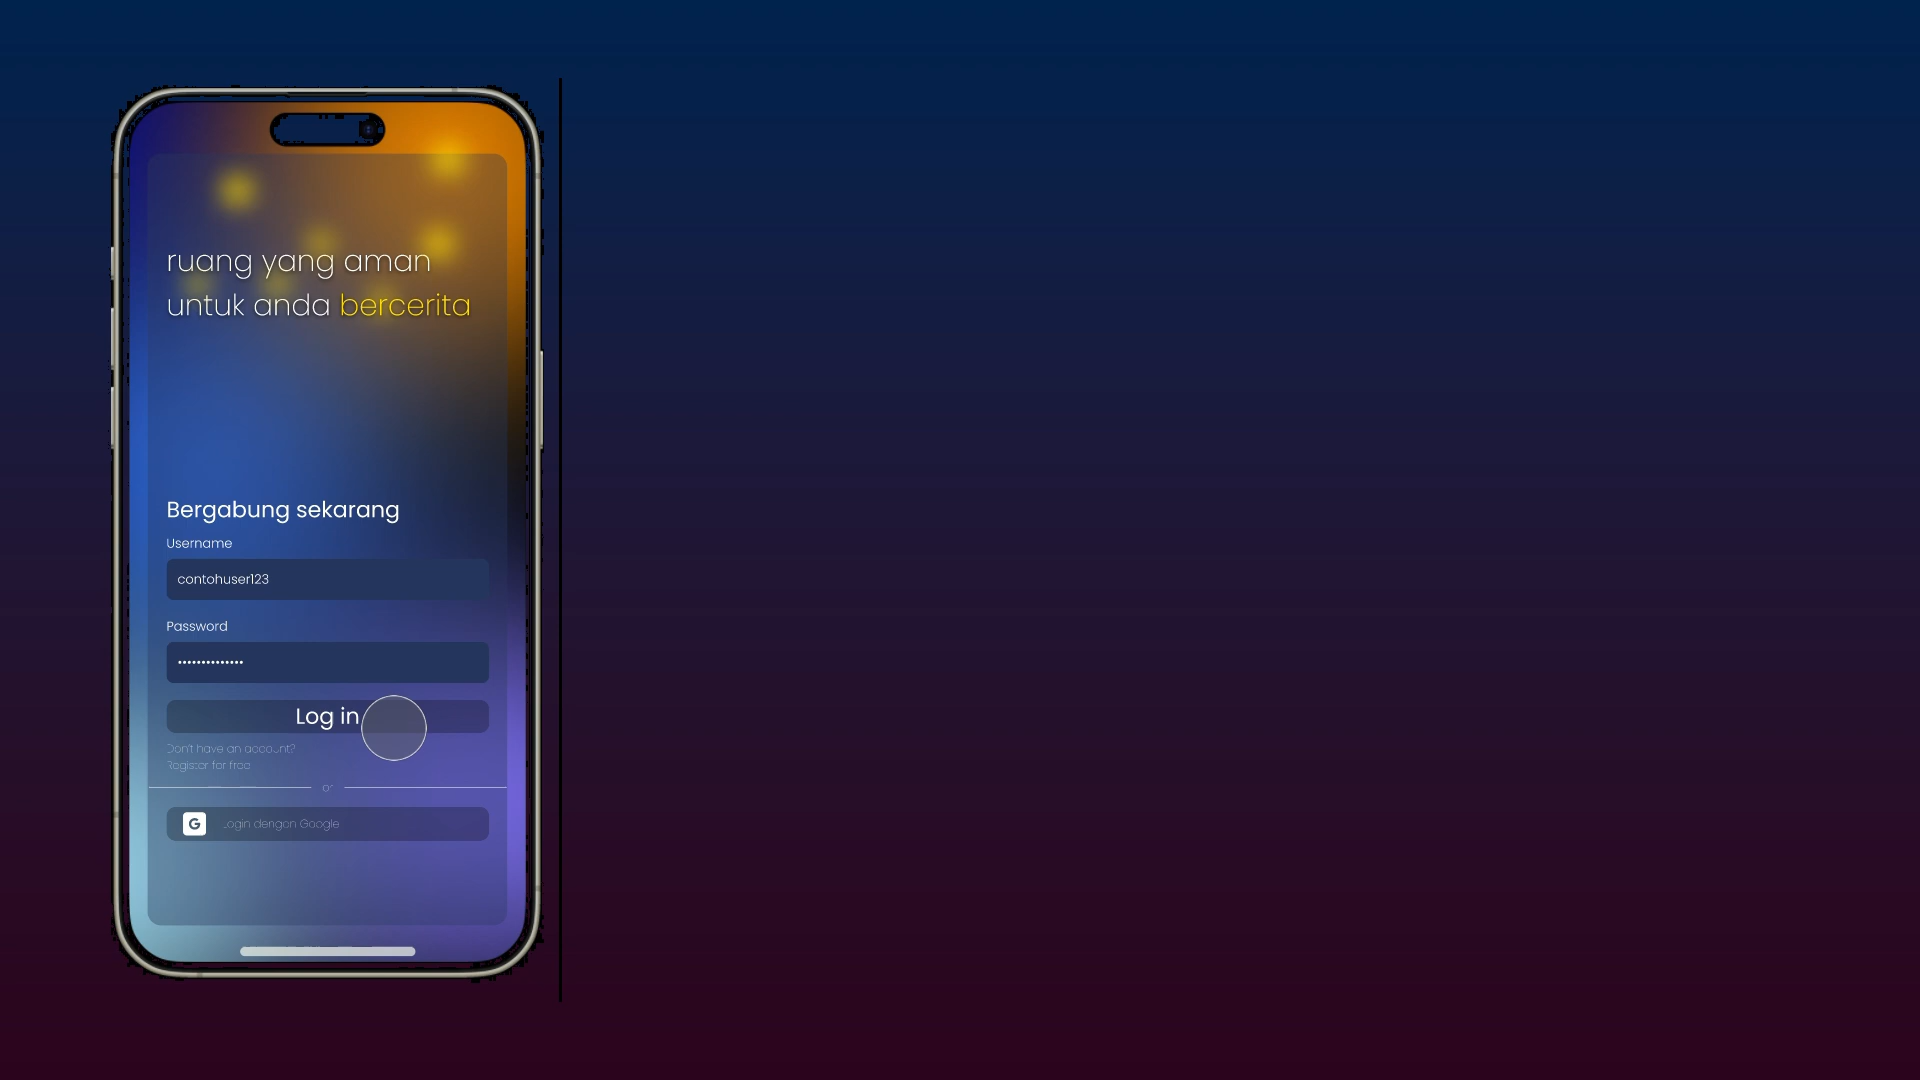 ruang yang aman
untuk anda bercerita
Bergabung sekarang
Username
contohuser123
Password
••••••••••••••
Log in
Don't have an account?
Register for free
or
G
Login dengan Google